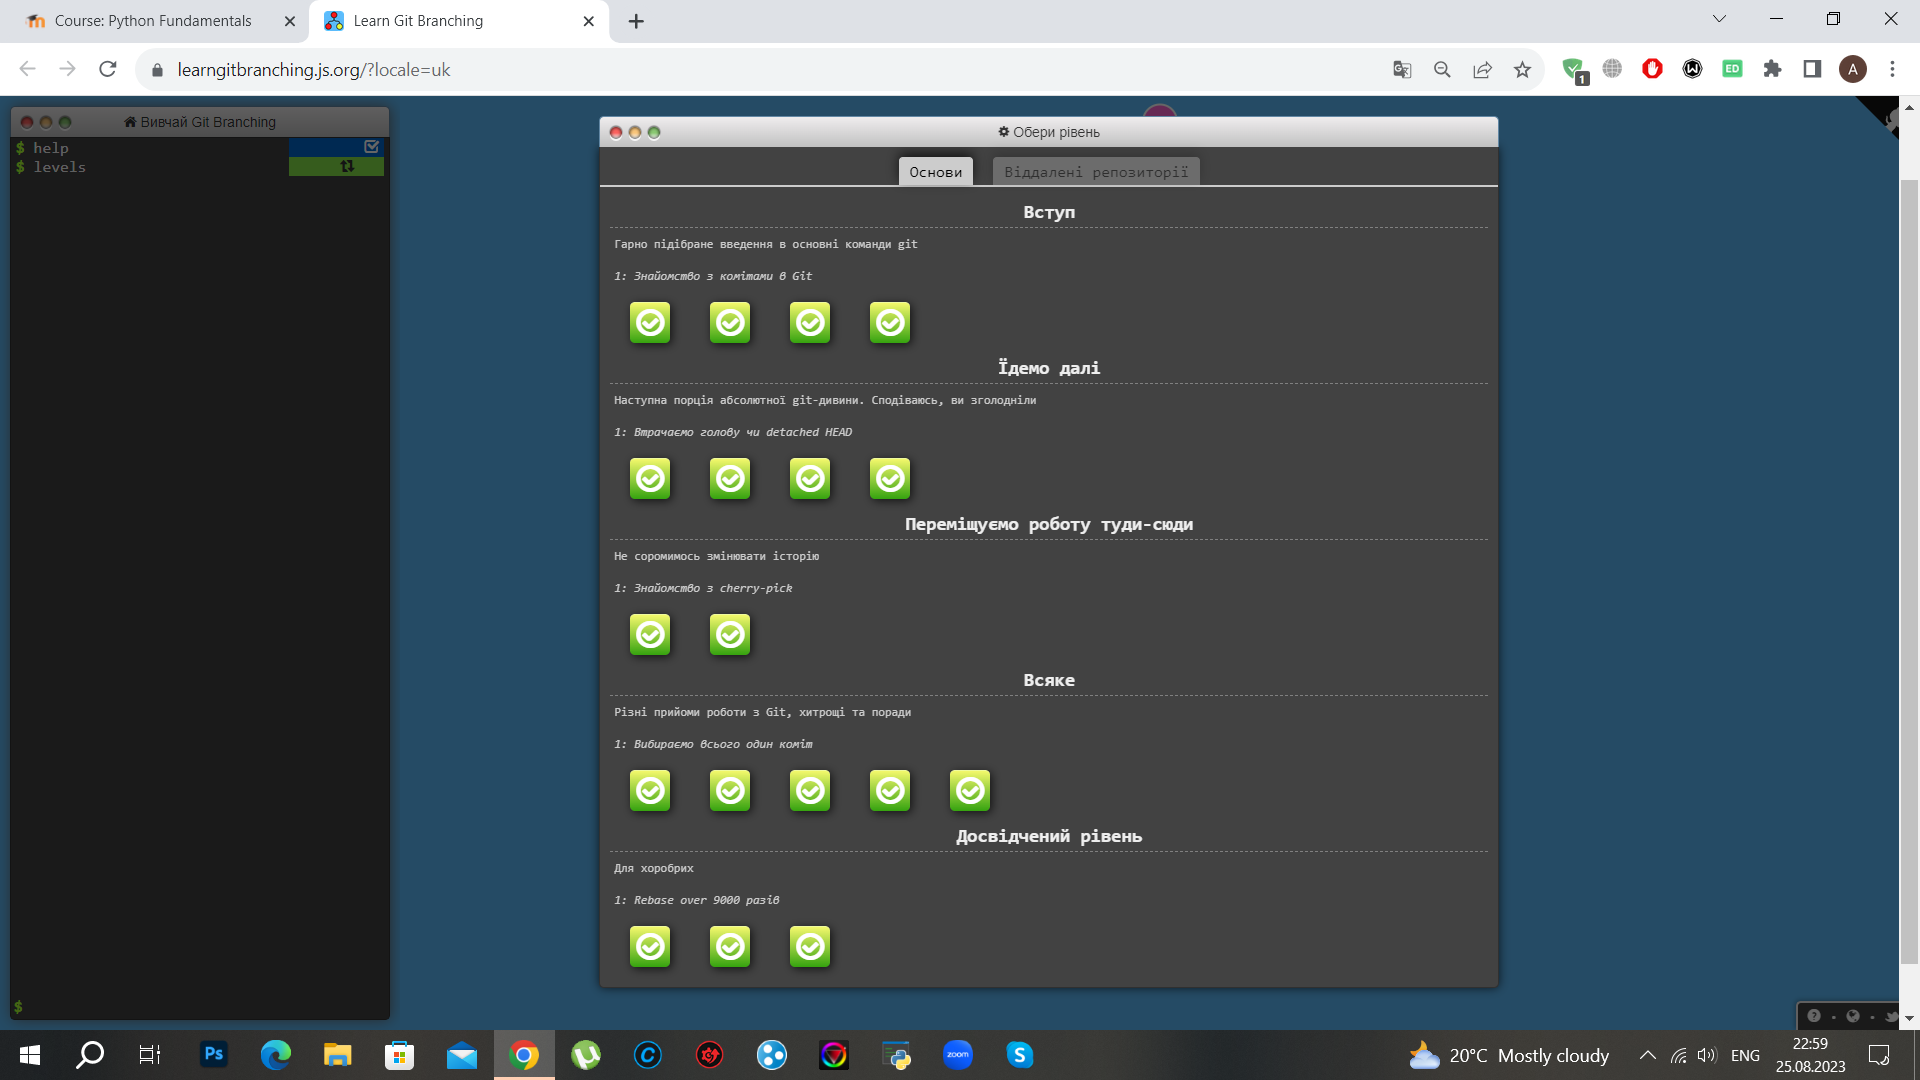 Course: Python Fundamentals
Learn Git Branching
learngitbranching.js.org/?locale=uk
1
ED
A
Вивчай Git Branching
$ help
$ levels
$
Обери рівень
Основи
Віддалені репозиторії
Вступ
Гарно підібране введення в основні команди git
1: Знайомство з комітами в Git
Їдемо далі
Наступна порція абсолютної git-дивини. Сподіваюсь, ви зголодніли
1: Втрачаємо голову чи detached HEAD
Переміщуємо роботу туди-сюди
Не соромимось змінювати історію
1: Знайомство з cherry-pick
Всяке
Різні прийоми роботи з Git, хитрощі та поради
1: Вибираємо всього один коміт
Досвідчений рівень
Для хоробрих
1: Rebase over 9000 разів
Ps
zoom
20°C Mostly cloudy
ENG
22:59
25.08.2023